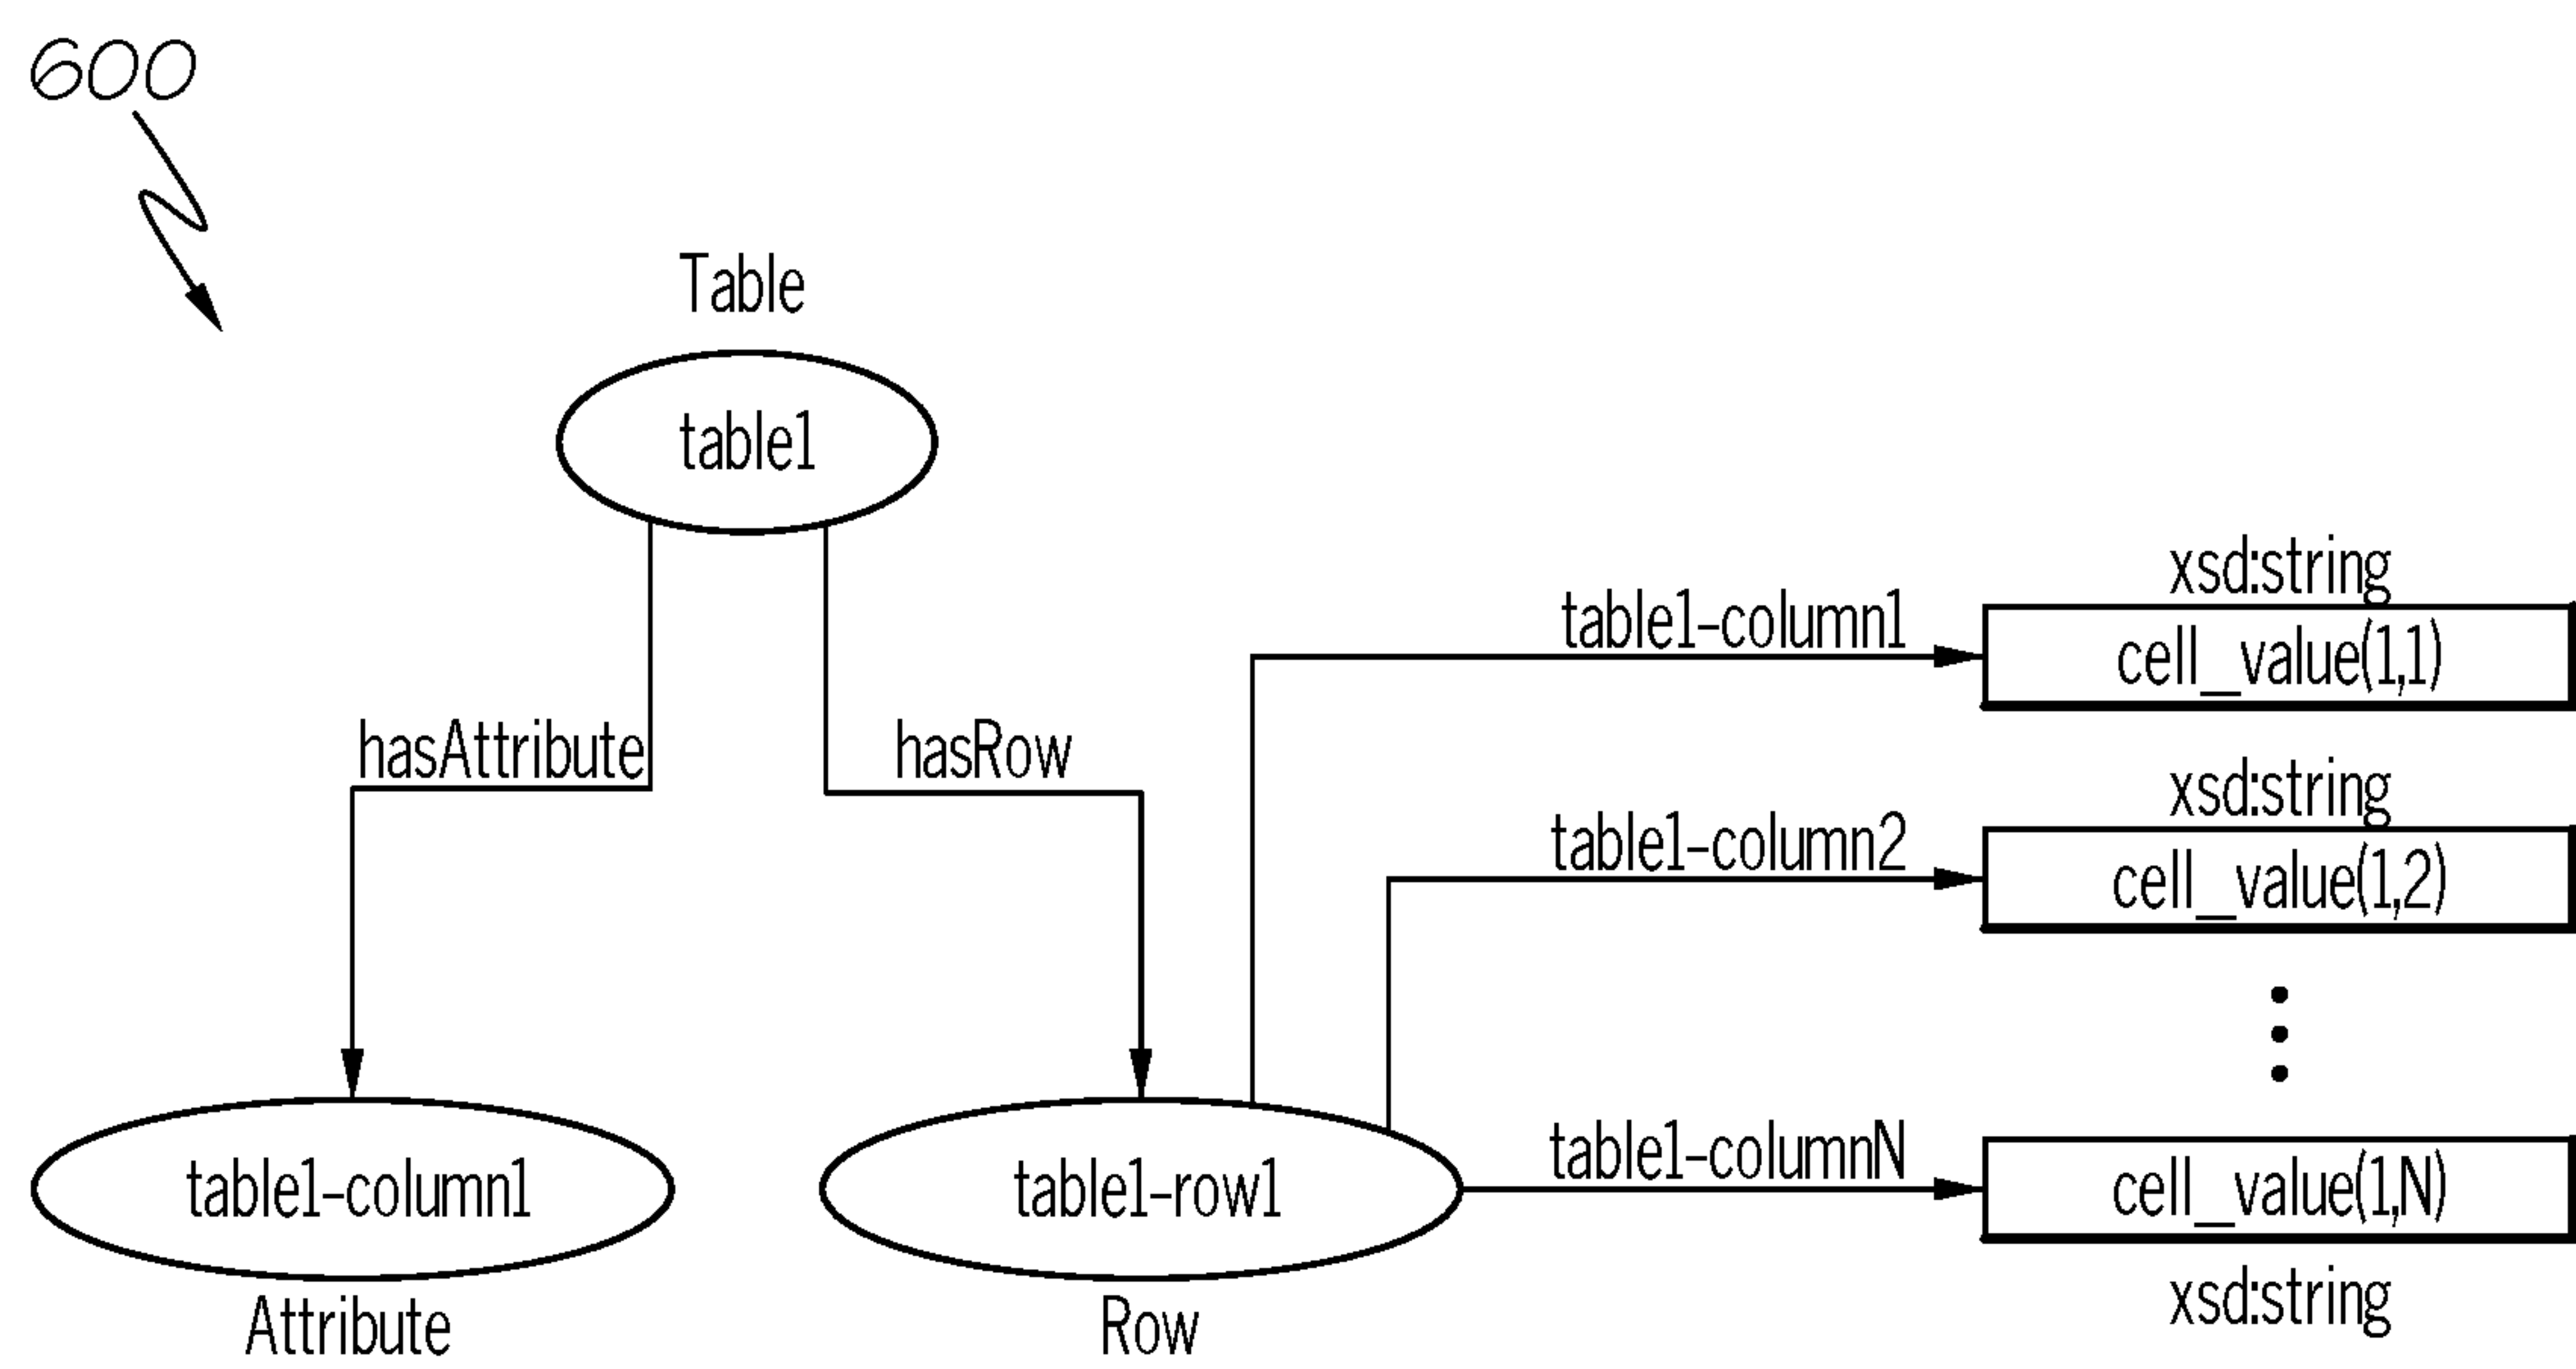 600
Table
table1
xsd:string
table1-column1
cell_value(1,1)
hasAttribute
hasRow
xsd:string
table1-column2
cell_value(1,2)
table1-columnN
table1-column1
table1-row1
cell_value(1,N)
Attribute
Row
xsd:string